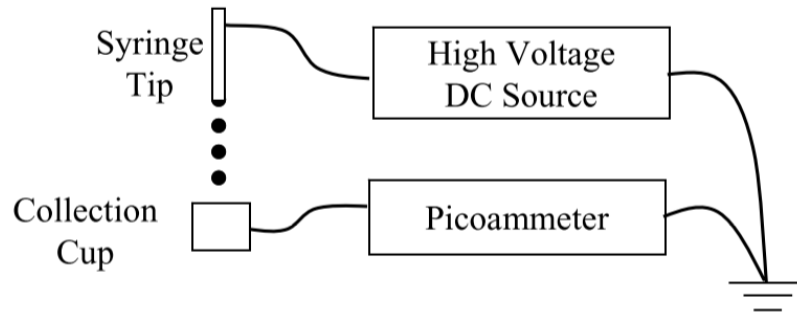 Syringe
Tip
High Voltage
DC Source
Collection
Cup
Picoammeter